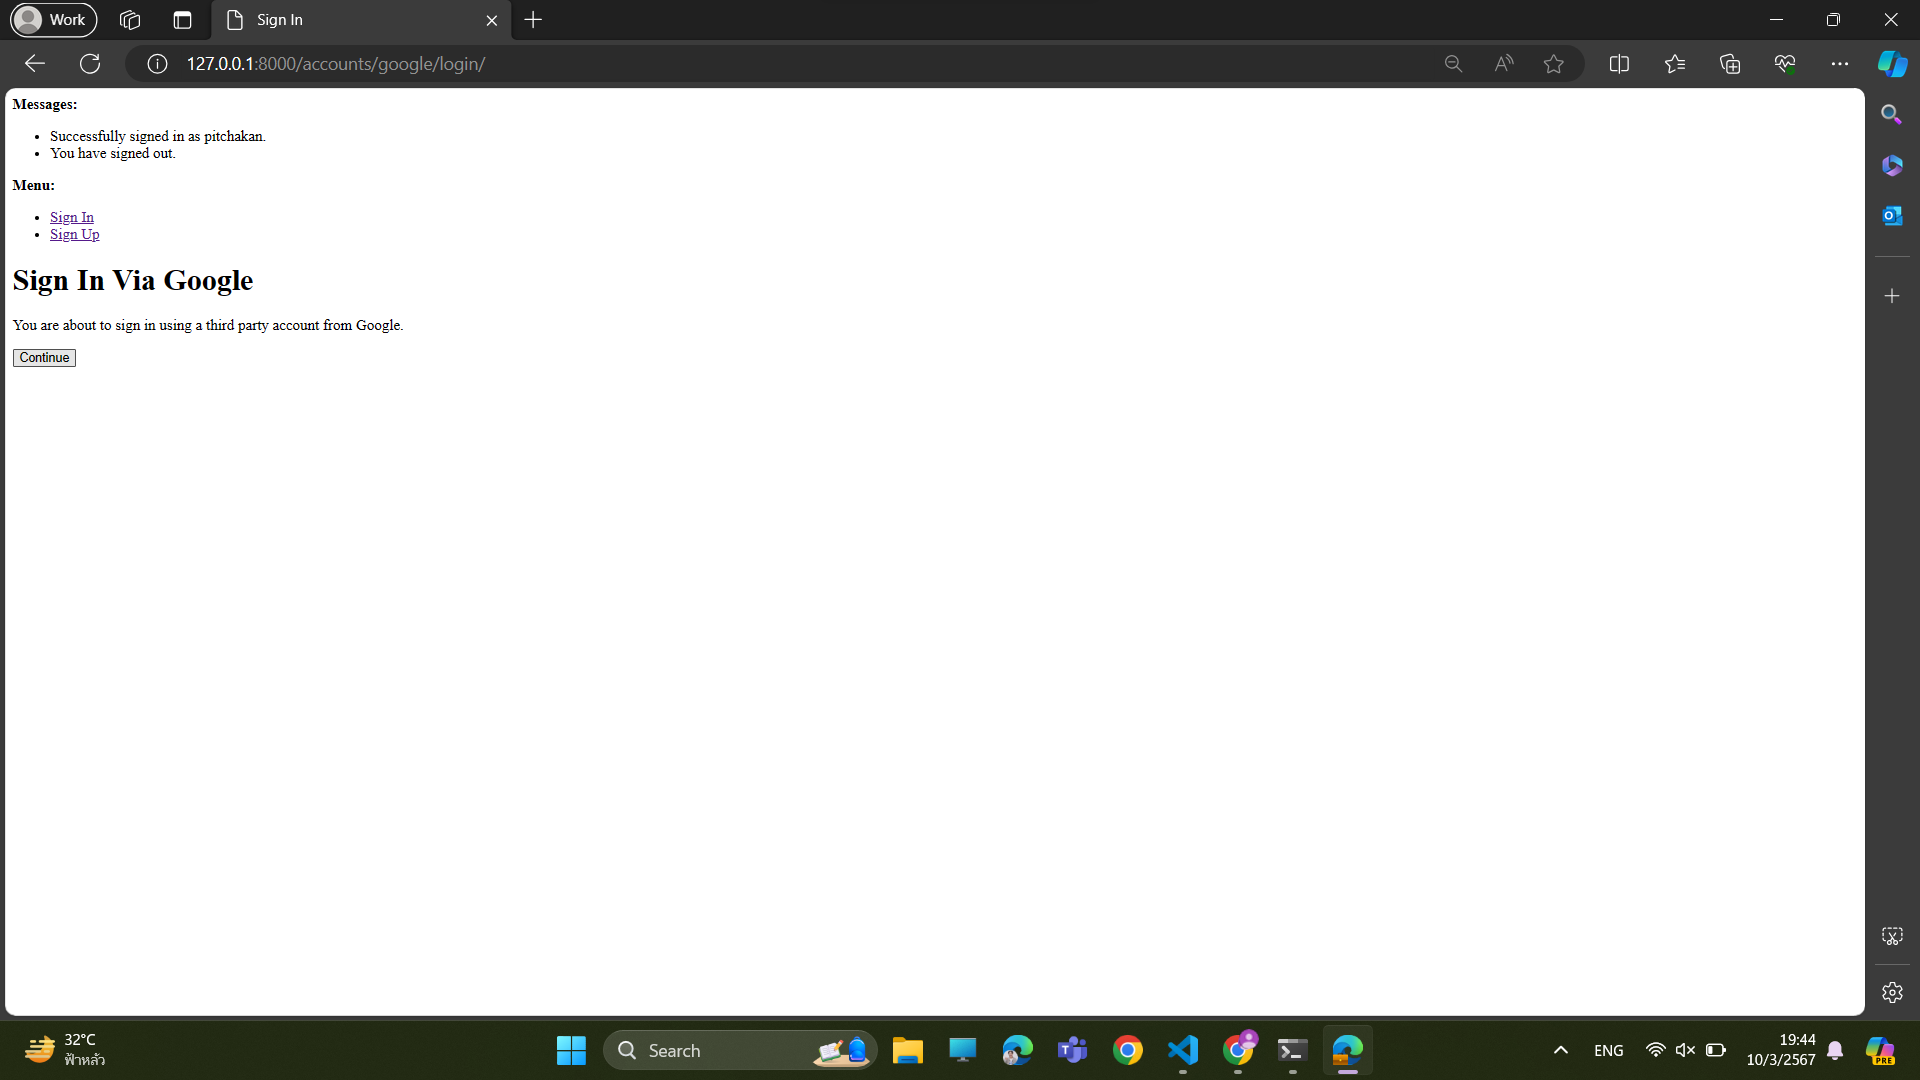 Work
Sign In
127.0.0.1:8000/accounts/google/login/
Messages:
Successfully signed in as pitchakan.
You have signed out.
Menu:
Sign In
Sign Up
Sign In Via Google
You are about to sign in using a third party account from Google.
Continue
32°C
ฟ้าหลัว
Search
ENG
19:44
10/3/2567
PRE